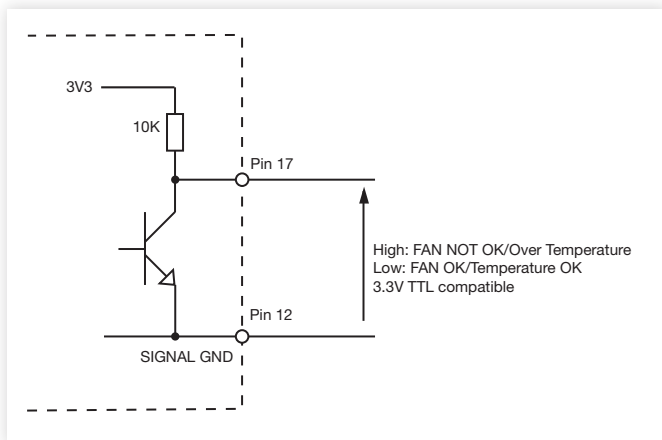 3V3
10K
Pin 17
High: FAN NOT OK/Over Temperature
Low: FAN OK/Temperature OK
3.3V TTL compatible
Pin 12
SIGNAL GND